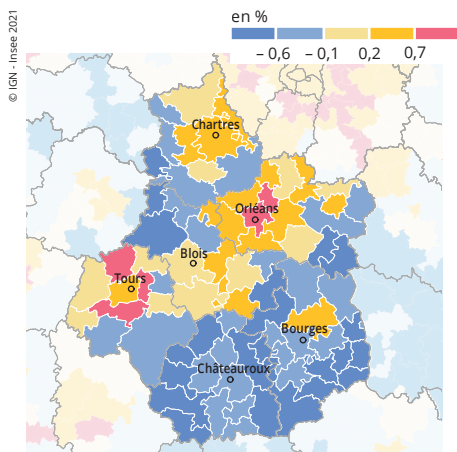 © IGN - Insee 2021
en %
– 0,6 – 0,1 0,2 0,7
Chartres
Orléans
Blois
Tours
Bourges
Châteauroux